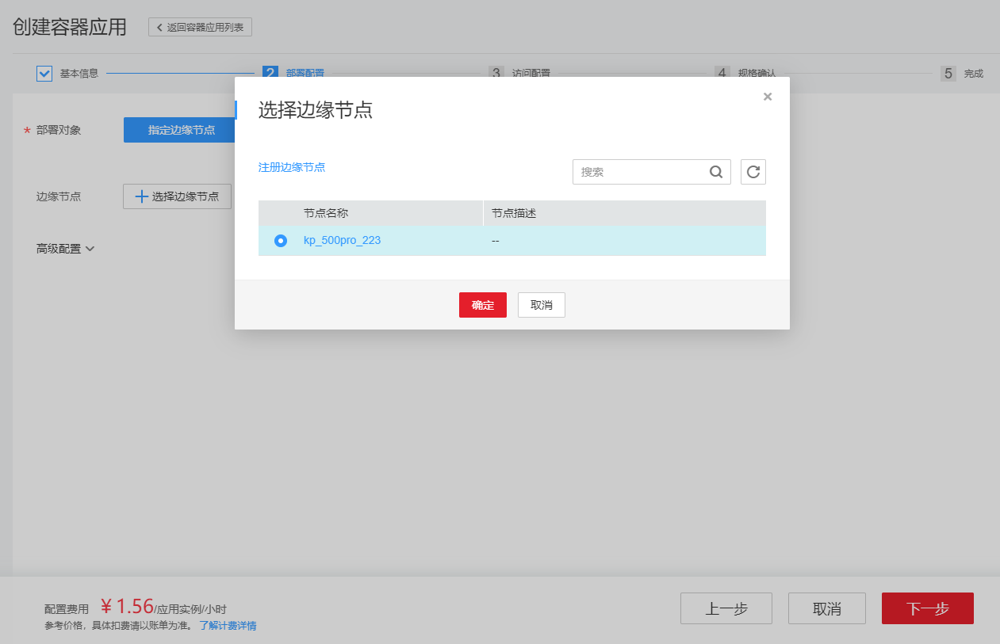 创建容器应用
返回容器应用列表
基本信息
2 部署配置
3 访问配置
4 规格确认
5 完成
选择边缘节点
* 部署对象
指定边缘节点
注册边缘节点
搜索
边缘节点
选择边缘节点
节点名称 节点描述
kp_500pro_223 --
高级配置
确定 取消
配置费用 ¥1.56/应用实例/小时
参考价格，具体扣费请以账单为准。 了解计费详情
上一步 取消 下一步